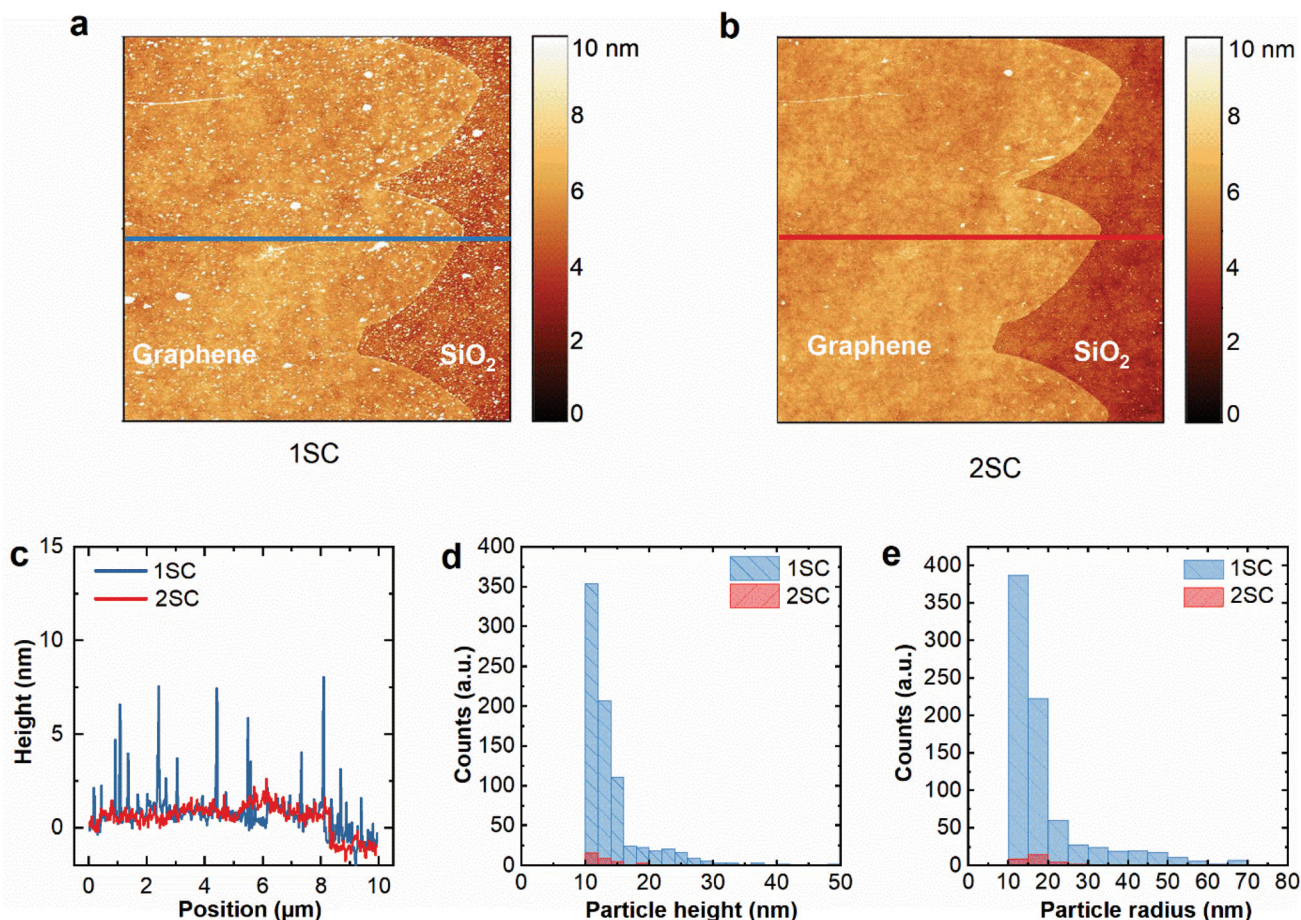 a
10 nm
8
6
4
2
0
Graphene
SiO₂
1SC
b
10 nm
8
6
4
2
0
Graphene
SiO₂
2SC
c
1SC
2SC
Height (nm)
15
10
5
0
0 2 4 6 8 10
Position (µm)
d
1SC
2SC
Counts (a.u.)
400
350
300
250
200
150
100
50
0
0 10 20 30 40 50
Particle height (nm)
e
1SC
2SC
Counts (a.u.)
400
350
300
250
200
150
100
50
0
0 10 20 30 40 50 60 70 80
Particle radius (nm)